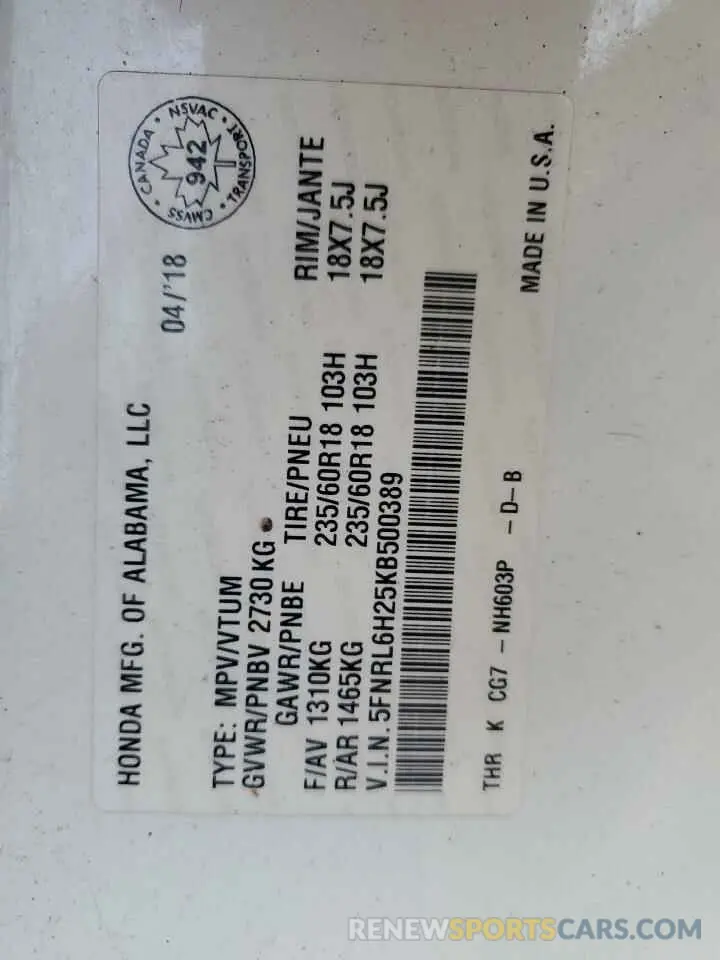 HONDA MFG. OF ALABAMA, LLC
04/'18
CANADA · NSVAC · TRANSPORT · CMVSS ·
942
TYPE: MPV/VTUM
GVWR/PNBV 2730KG
GAWR/PNBE TIRE/PNEU RIM/JANTE
F/AV 1310KG 235/60R18 103H 18X7.5J
R/AR 1465KG 235/60R18 103H 18X7.5J
V.I.N. 5FNRL6H25KB500389
THR K CG7 - NH603P - D-B
MADE IN U.S.A.
RENEWSPORTSCARS.COM